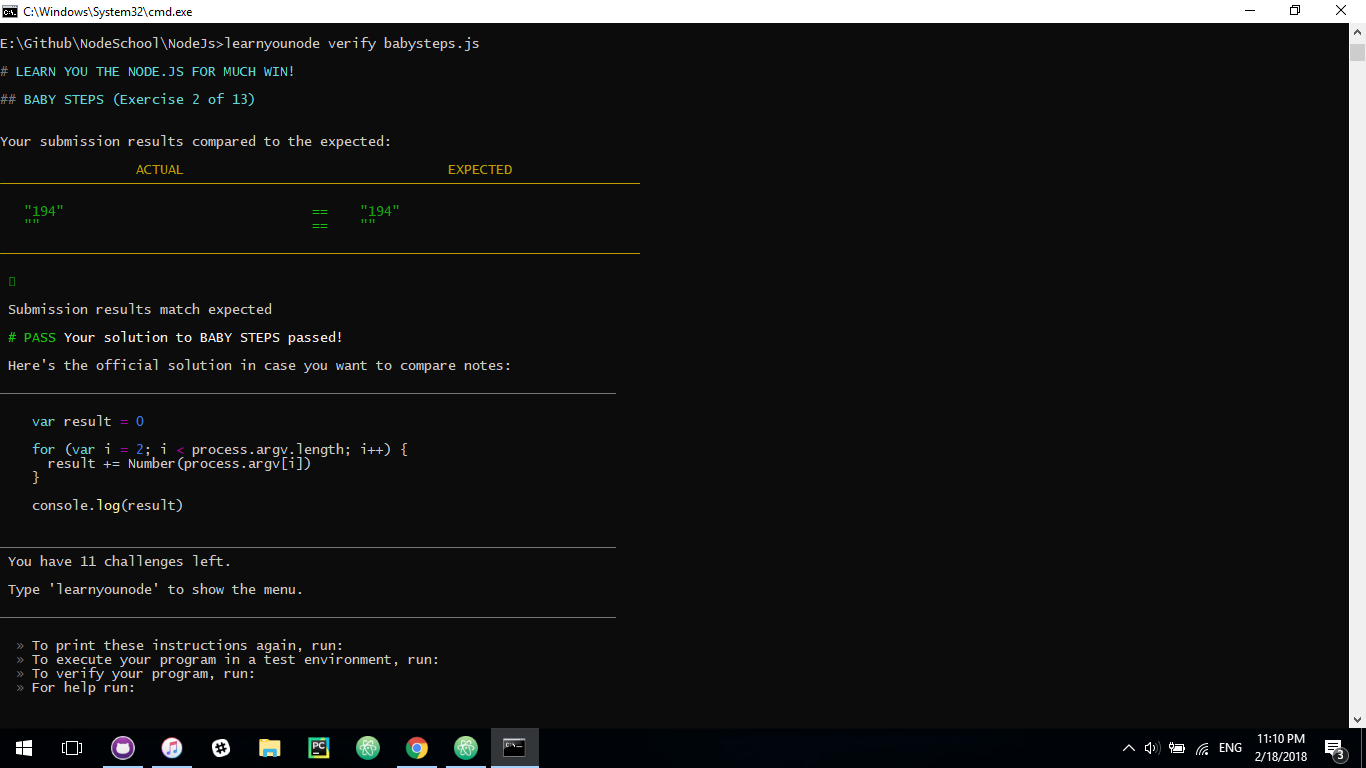 C:\Windows\System32\cmd.exe
E:\Github\NodeSchool\NodeJs>learnyounode verify babysteps.js
# LEARN YOU THE NODE.JS FOR MUCH WIN!
## BABY STEPS (Exercise 2 of 13)
Your submission results compared to the expected:
ACTUAL EXPECTED
"194" == "194"
"" == ""
Submission results match expected
# PASS Your solution to BABY STEPS passed!
Here's the official solution in case you want to compare notes:
var result = 0
for (var i = 2; i < process.argv.length; i++) {
result += Number(process.argv[i])
}
console.log(result)
You have 11 challenges left.
Type 'learnyounode' to show the menu.
» To print these instructions again, run:
» To execute your program in a test environment, run:
» To verify your program, run:
» For help run:
PC
C:\_
ENG
11:10 PM
2/18/2018
3